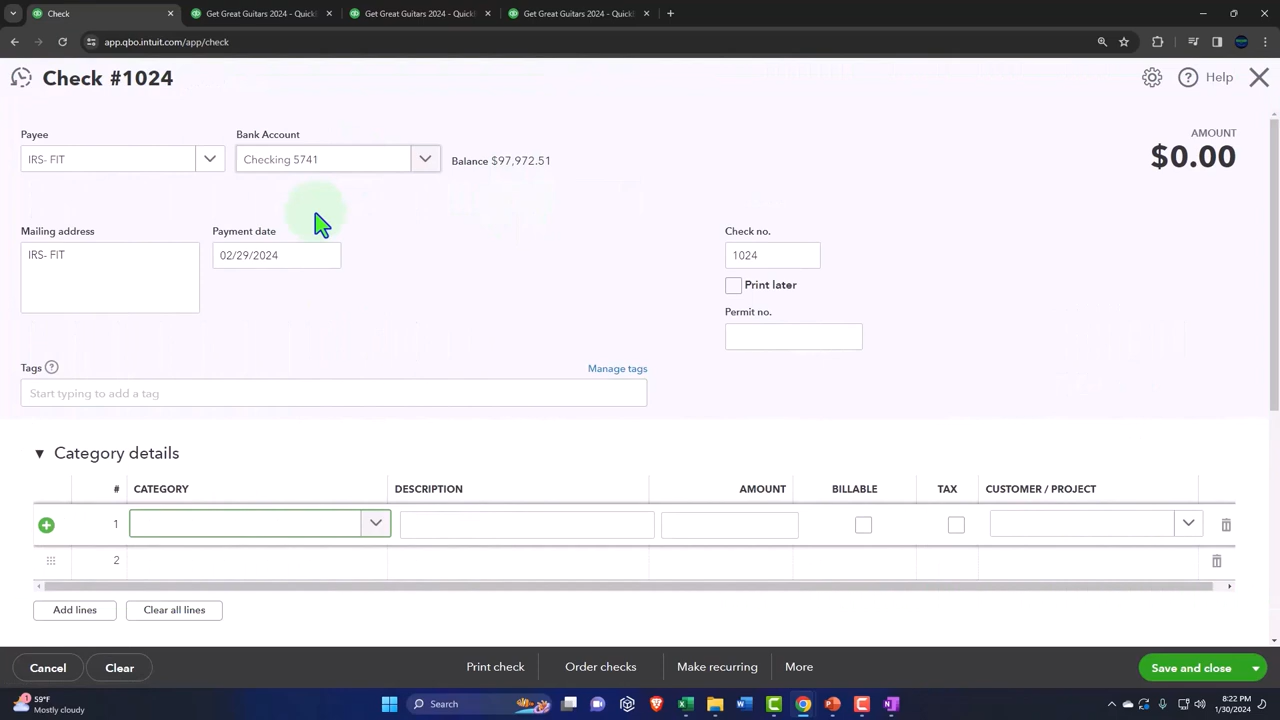 Check
Get Great Guitars 2024 - QuickB
Get Great Guitars 2024 - QuickB
Get Great Guitars 2024 - QuickB
app.qbo.intuit.com/app/check
Check #1024
Help
Payee
Bank Account
AMOUNT
IRS- FIT
Checking 5741
Balance $97,972.51
$0.00
Mailing address
Payment date
Check no.
IRS- FIT
02/29/2024
1024
Print later
Permit no.
Tags
Manage tags
Start typing to add a tag
Category details
# CATEGORY DESCRIPTION AMOUNT BILLABLE TAX CUSTOMER / PROJECT
1
2
Add lines
Clear all lines
Cancel
Clear
Print check
Order checks
Make recurring
More
Save and close
59°F
Mostly cloudy
Search
8:22 PM
1/30/2024